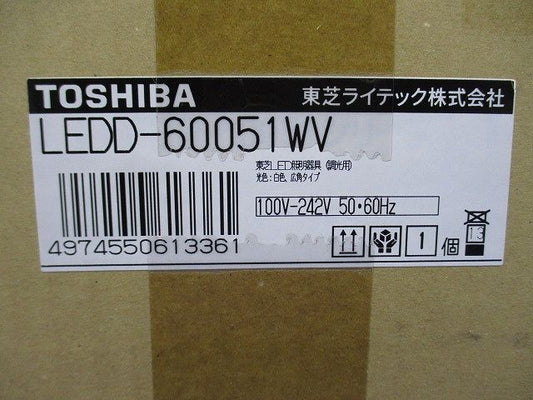 TOSHIBA 東芝ライテック株式会社
LEDD-60051WV
東芝LED照明器具 (調光用)
光色:白色、広角タイプ
100V-242V 50・60Hz
4974550613361
1個
13